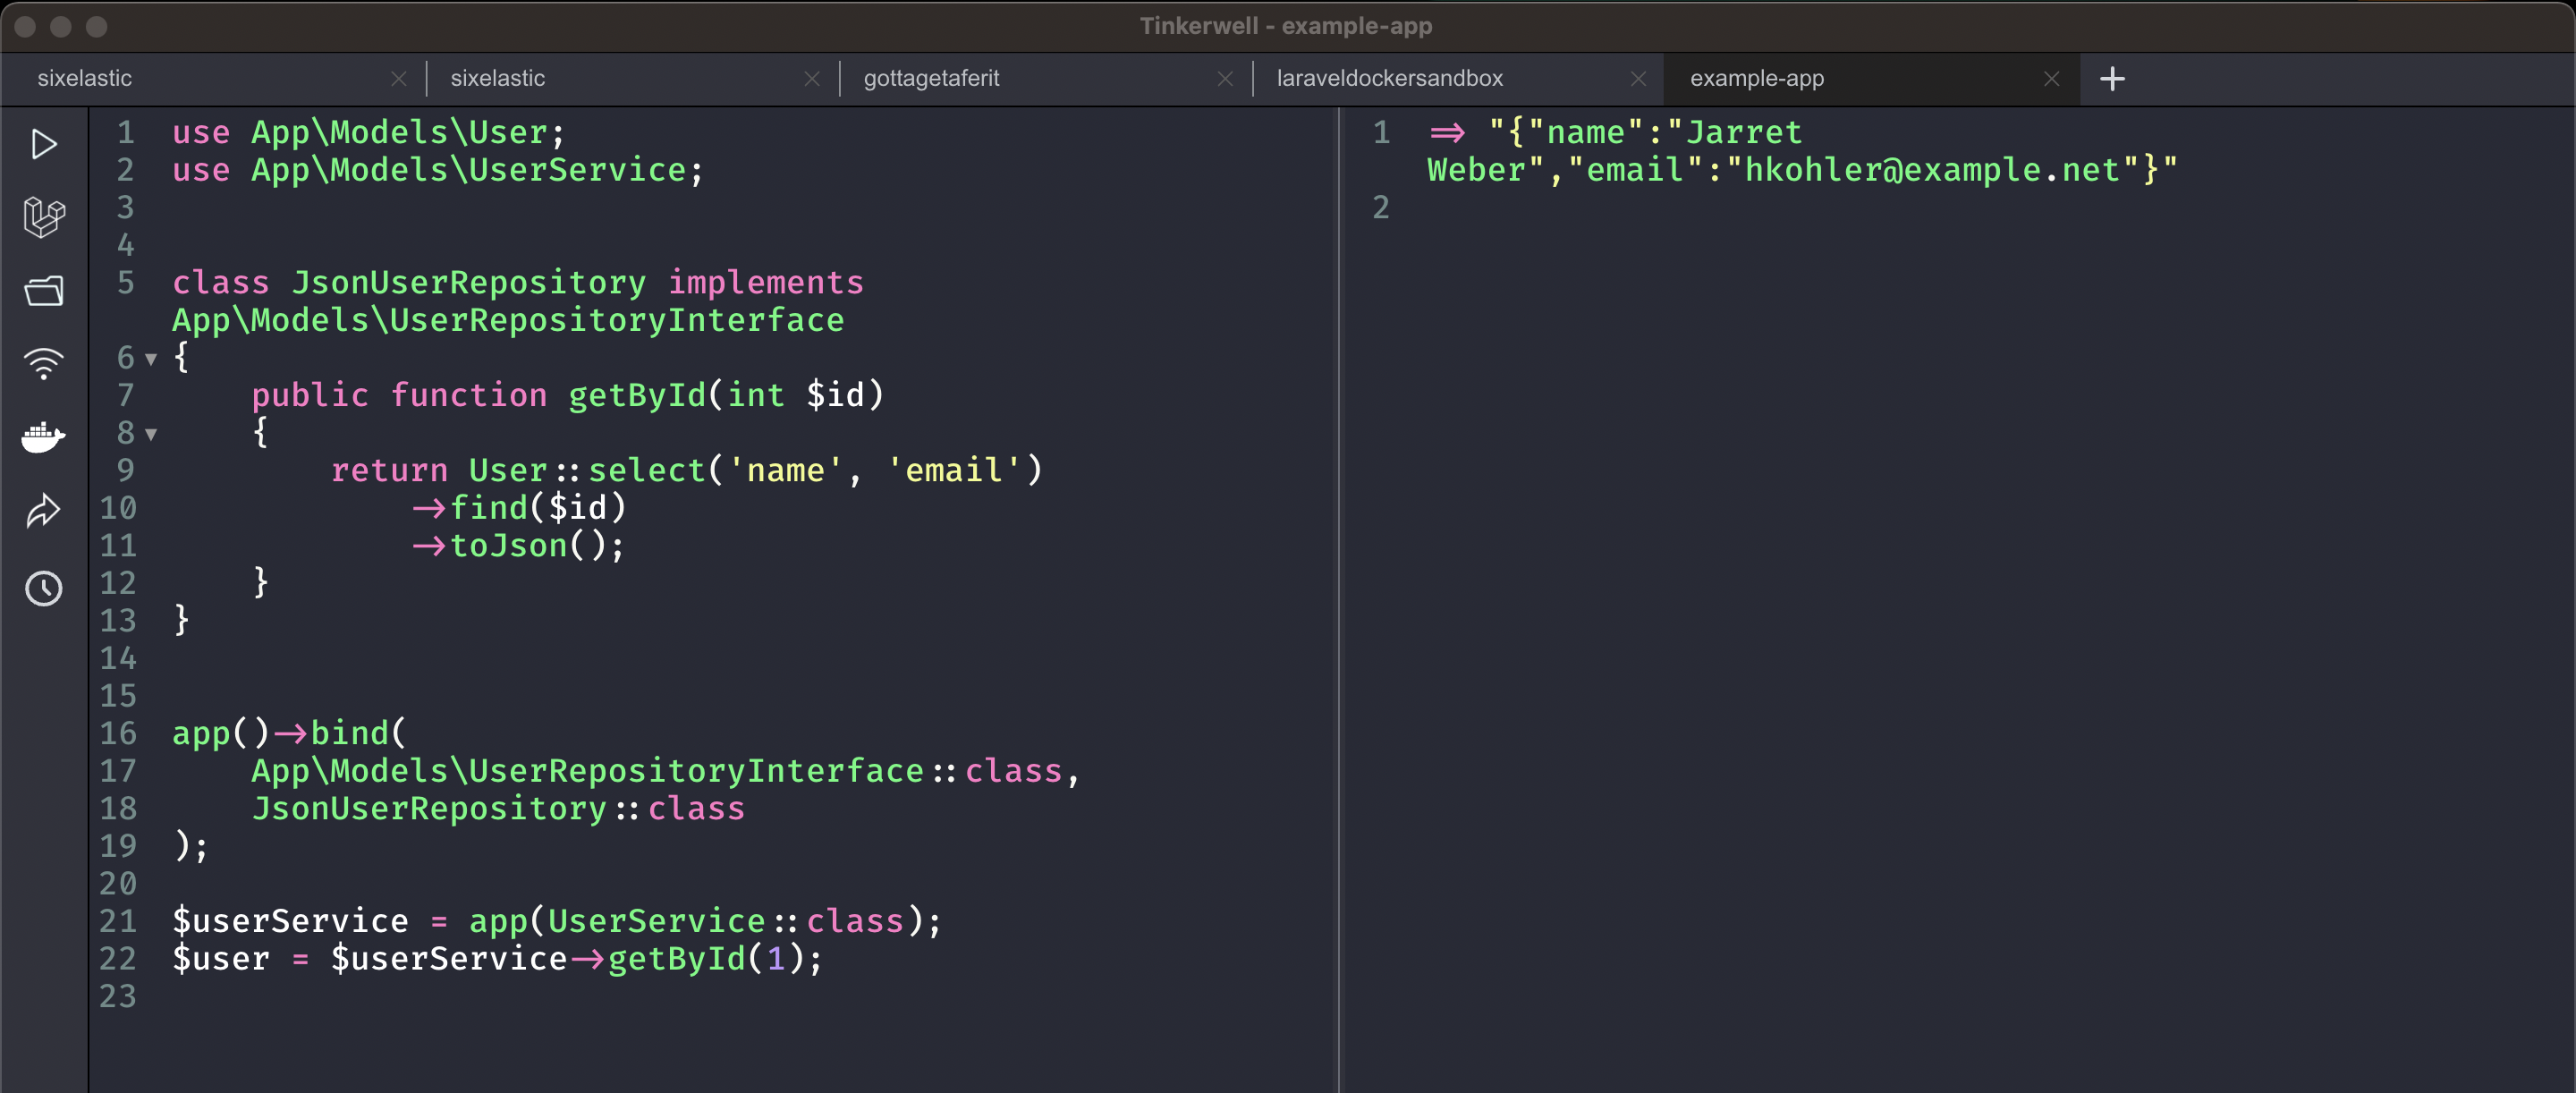 Tinkerwell - example-app
sixelastic
sixelastic
gottagetaferit
laraveldockersandbox
example-app
1 use App\Models\User;
2 use App\Models\UserService;
3
4
5 class JsonUserRepository implements
App\Models\UserRepositoryInterface
6 {
7     public function getById(int $id)
8     {
9         return User::select('name', 'email')
10             ->find($id)
11             ->toJson();
12     }
13 }
14
15
16 app()->bind(
17     App\Models\UserRepositoryInterface::class,
18     JsonUserRepository::class
19 );
20
21 $userService = app(UserService::class);
22 $user = $userService->getById(1);
23
1 => "{"name":"Jarret
Weber","email":"hkohler@example.net"}"
2